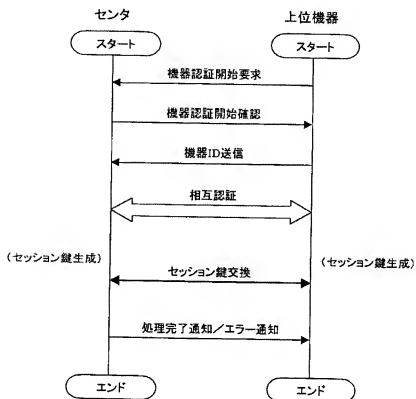 センタ 上位機器
スタート スタート
機器認証開始要求
機器認証開始確認
機器ID送信
相互認証
(セッション鍵生成) (セッション鍵生成)
セッション鍵交換
処理完了通知/エラー通知
エンド エンド